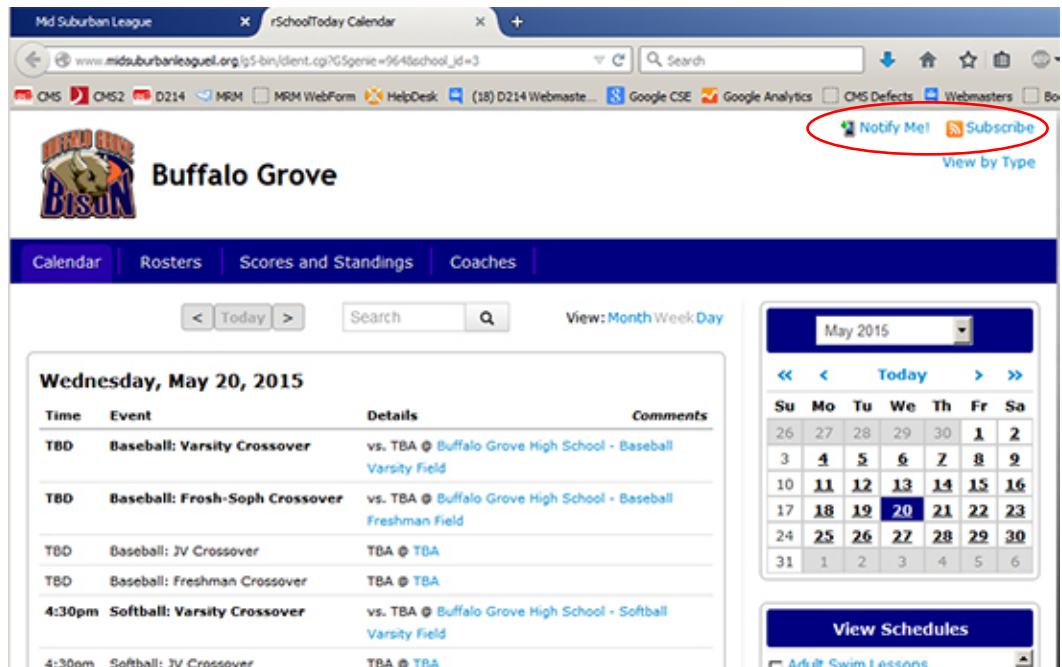 Mid Suburban League
rSchoolToday Calendar
www.midsuburbanleagueil.org/g5-bin/client.cgi?G5genie=964&school_id=3
Search
CMS CMS2 D214 MRM MRM WebForm HelpDesk (18) D214 Webmaste... Google CSE Google Analytics CMS Defects Webmasters Bo
Notify Me! Subscribe
View by Type
BUFFALO GROVE
BISON
Buffalo Grove
Calendar Rosters Scores and Standings Coaches
< Today > Search View: Month Week Day
Wednesday, May 20, 2015
Time Event Details Comments
TBD Baseball: Varsity Crossover vs. TBA @ Buffalo Grove High School - Baseball
Varsity Field
TBD Baseball: Frosh-Soph Crossover vs. TBA @ Buffalo Grove High School - Baseball
Freshman Field
TBD Baseball: JV Crossover TBA @ TBA
TBD Baseball: Freshman Crossover TBA @ TBA
4:30pm Softball: Varsity Crossover vs. TBA @ Buffalo Grove High School - Softball
Varsity Field
4:30pm Softball: JV Crossover TBA @ TBA
May 2015
« < Today > »
Su Mo Tu We Th Fr Sa
26 27 28 29 30 1 2
3 4 5 6 7 8 9
10 11 12 13 14 15 16
17 18 19 20 21 22 23
24 25 26 27 28 29 30
31 1 2 3 4 5 6
View Schedules
Adult Swim Lessons